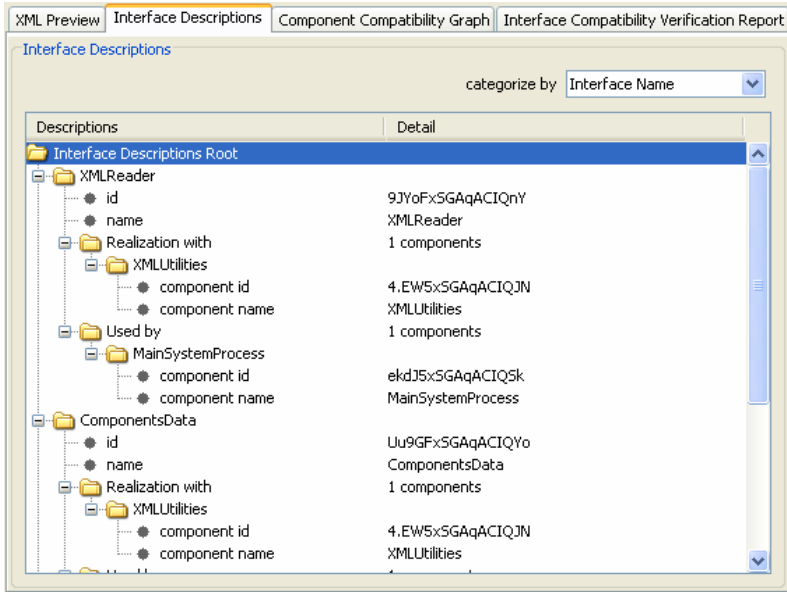 XML Preview Interface Descriptions Component Compatibility Graph Interface Compatibility Verification Report
Interface Descriptions
categorize by Interface Name
Descriptions Detail
Interface Descriptions Root
XMLReader
id 9JYoFxSGAqACIQnY
name XMLReader
Realization with 1 components
XMLUtilities
component id 4.EW5xSGAqACIQJN
component name XMLUtilities
Used by 1 components
MainSystemProcess
component id ekdJ5xSGAqACIQSk
component name MainSystemProcess
ComponentsData
id Uu9GFxSGAqACIQYo
name ComponentsData
Realization with 1 components
XMLUtilities
component id 4.EW5xSGAqACIQJN
component name XMLUtilities